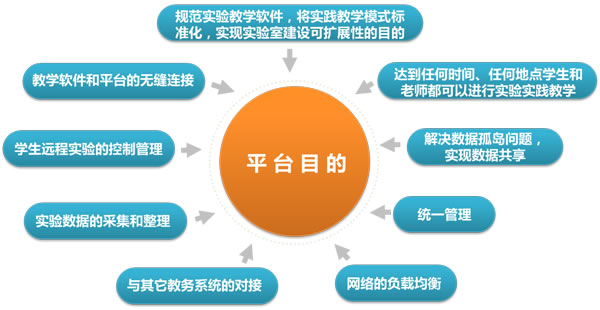 规范实验教学软件，将实践教学模式标
准化，实现实验室建设可扩展性的目的
教学软件和平台的无缝连接
达到任何时间、任何地点学生和
老师都可以进行实验实践教学
学生远程实验的控制管理
平台目的
解决数据孤岛问题，
实现数据共享
实验数据的采集和整理
统一管理
与其它教务系统的对接
网络的负载均衡